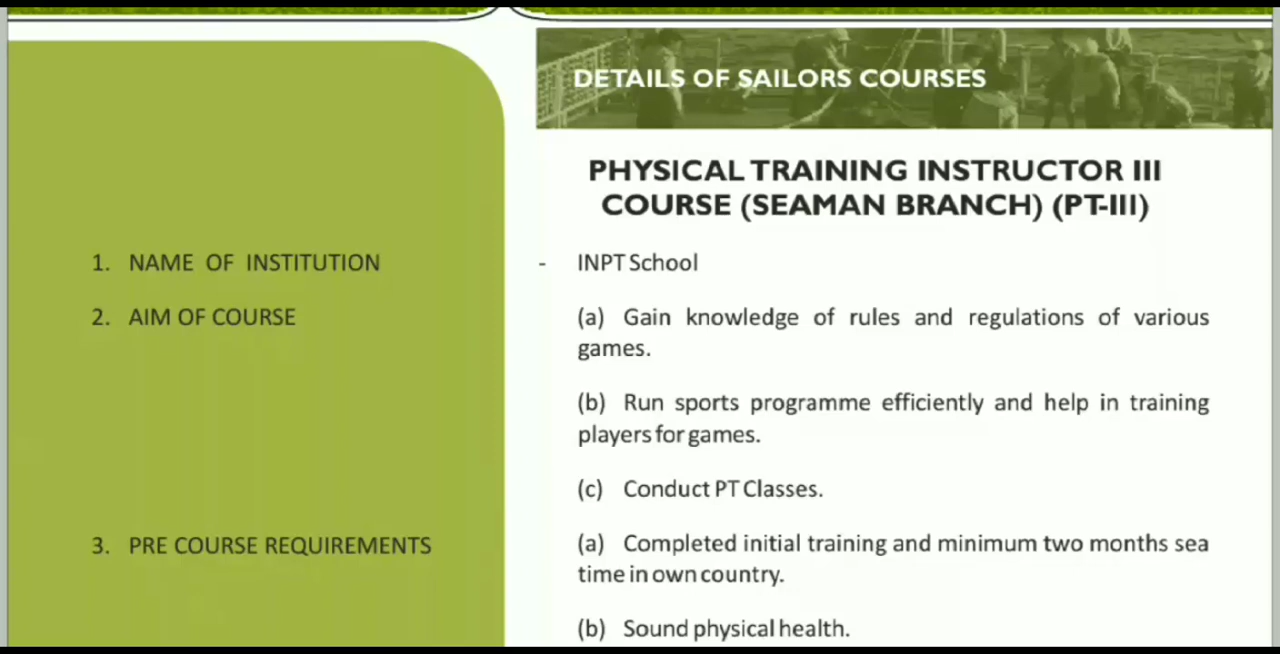 DETAILS OF SAILORS COURSES
PHYSICAL TRAINING INSTRUCTOR III
COURSE (SEAMAN BRANCH) (PT-III)
1. NAME OF INSTITUTION - INPT School
2. AIM OF COURSE (a) Gain knowledge of rules and regulations of various
games.
(b) Run sports programme efficiently and help in training
players for games.
(c) Conduct PT Classes.
3. PRE COURSE REQUIREMENTS (a) Completed initial training and minimum two months sea
time in own country.
(b) Sound physical health.